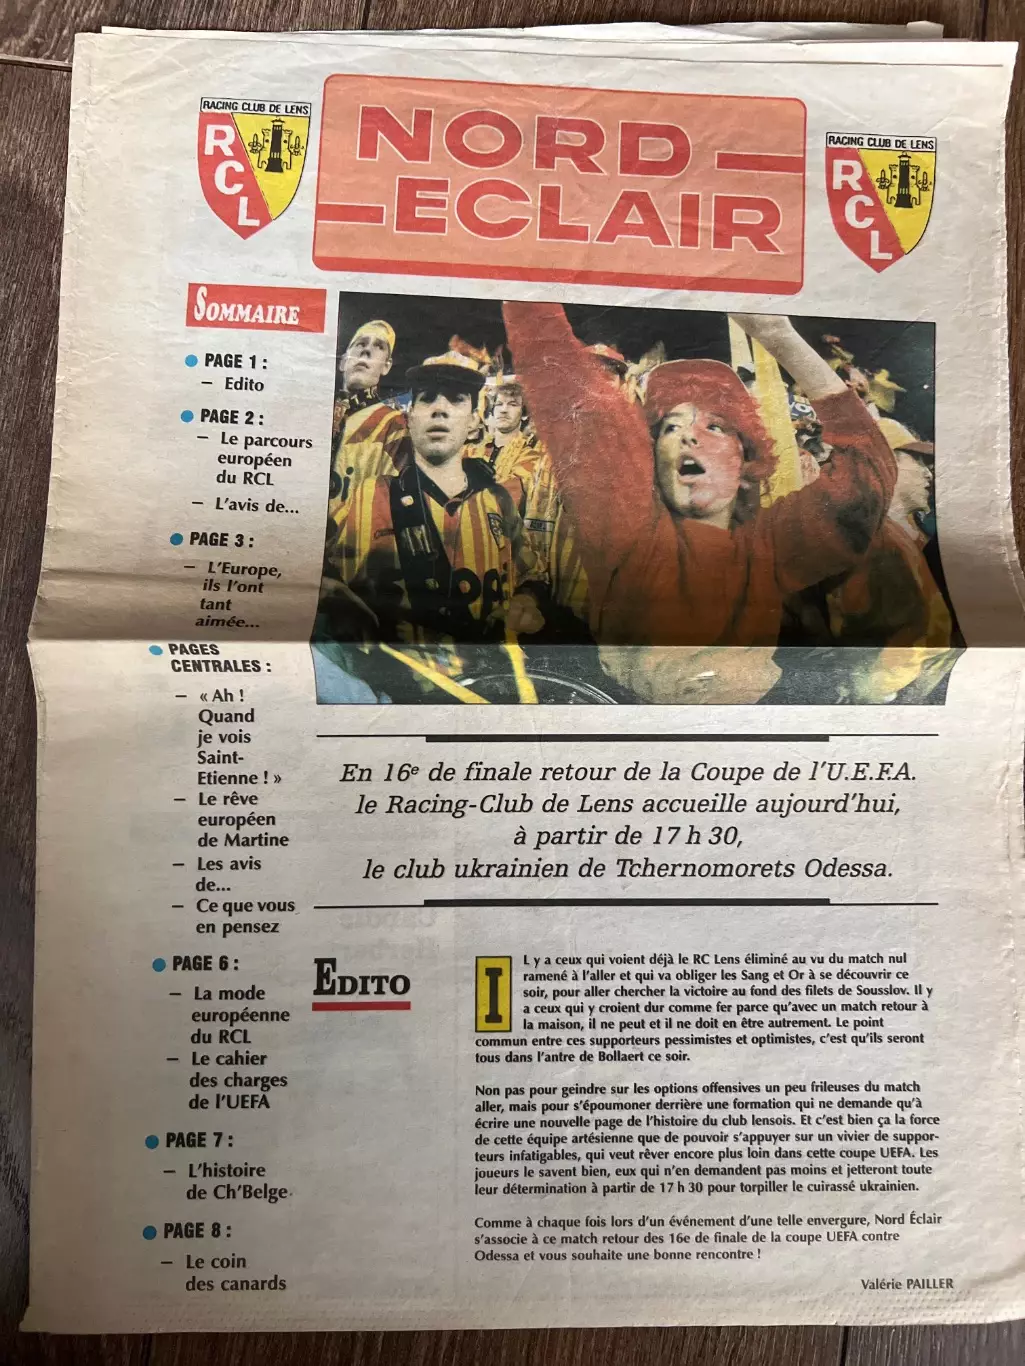 RACING CLUB DE LENS
RCL
NORD
ECLAIR
RACING CLUB DE LENS
RCL
SOMMAIRE
PAGE 1 :
– Edito
PAGE 2 :
– Le parcours
européen
du RCL
– L'avis de...
PAGE 3 :
– L'Europe,
ils l'ont
tant
aimée...
PAGES
CENTRALES :
– « Ah !
Quand
je vois
Saint-
Etienne ! »
– Le rêve
européen
de Martine
– Les avis
de...
– Ce que vous
en pensez
PAGE 6 :
– La mode
européenne
du RCL
– Le cahier
des charges
de l'UEFA
PAGE 7 :
– L'histoire
de Ch'Belge
PAGE 8 :
– Le coin
des canards
En 16e de finale retour de la Coupe de l'U.E.F.A.
le Racing-Club de Lens accueille aujourd'hui,
à partir de 17 h 30,
le club ukrainien de Tchernomorets Odessa.
EDITO
IL y a ceux qui voient déjà le RC Lens éliminé au vu du match nul
ramené à l'aller et qui va obliger les Sang et Or à se découvrir ce
soir, pour aller chercher la victoire au fond des filets de Sousslov. Il y
a ceux qui y croient dur comme fer parce qu'avec un match retour à
la maison, il ne peut et il ne doit en être autrement. Le point
commun entre ces supporters pessimistes et optimistes, c'est qu'ils seront
tous dans l'antre de Bollaert ce soir.
Non pas pour geindre sur les options offensives un peu frileuses du match
aller, mais pour s'époumoner derrière une formation qui ne demande qu'à
écrire une nouvelle page de l'histoire du club lensois. Et c'est bien ça la force
de cette équipe artésienne que de pouvoir s'appuyer sur un vivier de suppor-
teurs infatigables, qui veut rêver encore plus loin dans cette coupe UEFA. Les
joueurs le savent bien, eux qui n'en demandent pas moins et jetteront toute
leur détermination à partir de 17 h 30 pour torpiller le cuirassé ukrainien.
Comme à chaque fois lors d'un événement d'une telle envergure, Nord Éclair
s'associe à ce match retour des 16e de finale de la coupe UEFA contre
Odessa et vous souhaite une bonne rencontre !
Valérie PAILLER